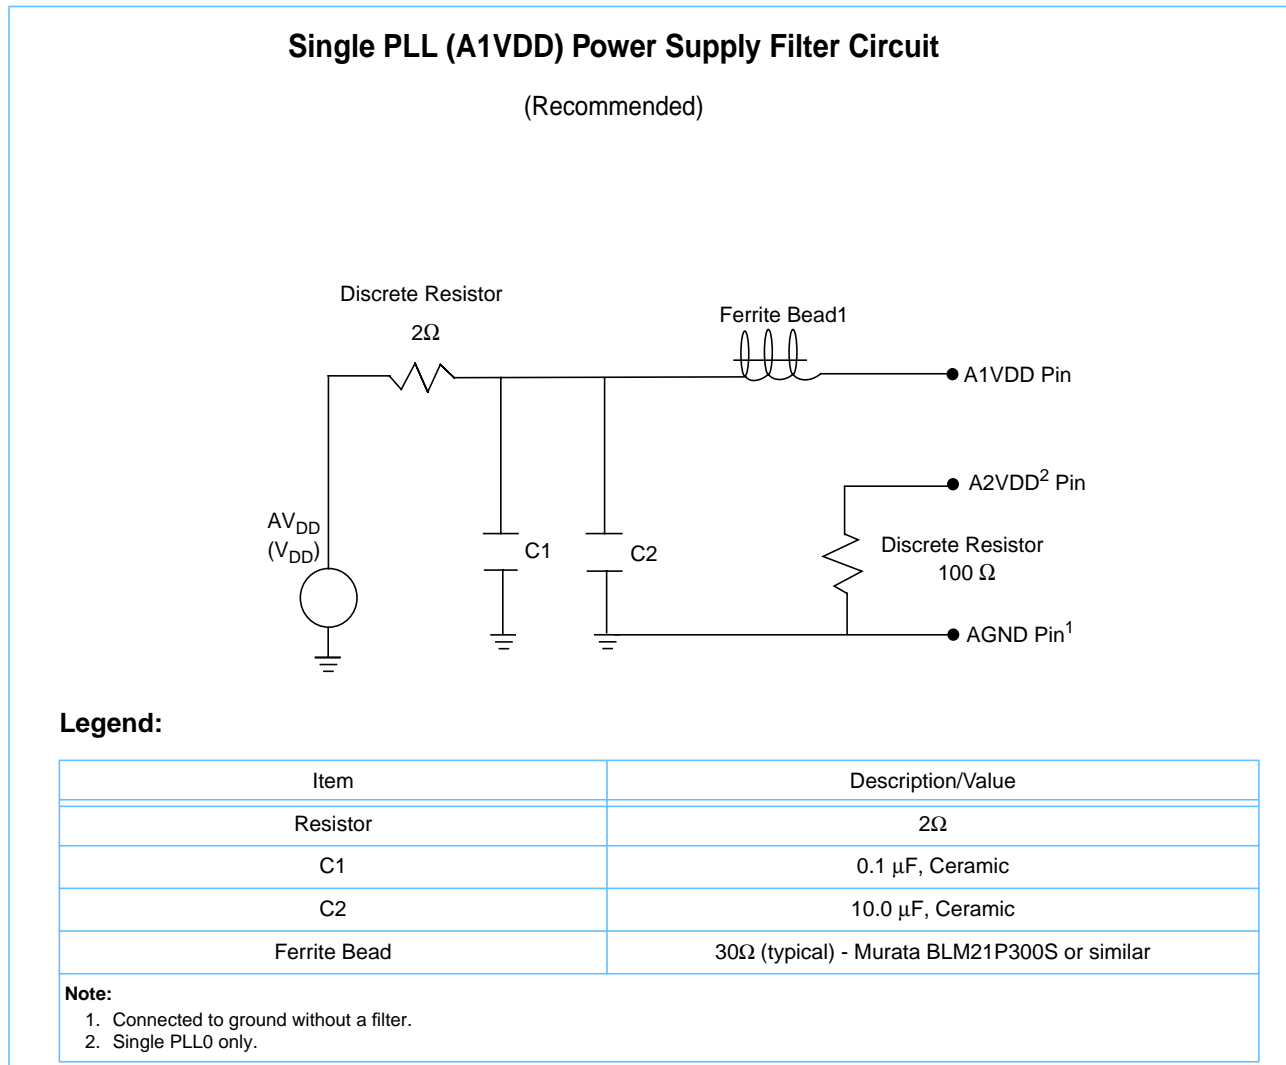 Single PLL (A1VDD) Power Supply Filter Circuit
(Recommended)
Discrete Resistor
2Ω
Ferrite Bead1
A1VDD Pin
A2VDD2 Pin
AVDD
(VDD)
C1
C2
Discrete Resistor
100 Ω
AGND Pin1
Legend:
Item Description/Value
Resistor 2Ω
C1 0.1 μF, Ceramic
C2 10.0 μF, Ceramic
Ferrite Bead 30Ω (typical) - Murata BLM21P300S or similar
Note:
1. Connected to ground without a filter.
2. Single PLL0 only.